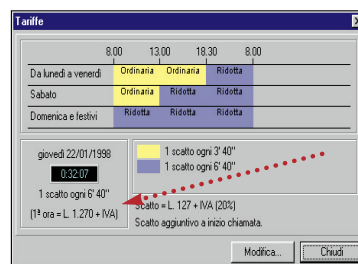 Tariffe
8.00 13.00 18.30 8.00
Da lunedì a venerdì Ordinaria Ordinaria Ridotta
Sabato Ordinaria Ridotta Ridotta
Domenica e festivi Ridotta Ridotta Ridotta
giovedì 22/01/1998
0:32:07
1 scatto ogni 6' 40"
(1ª ora = L. 1.270 + IVA)
1 scatto ogni 3' 40"
1 scatto ogni 6' 40"
Scatto = L. 127 + IVA (20%)
Scatto aggiuntivo a inizio chiamata.
Modifica... Chiudi